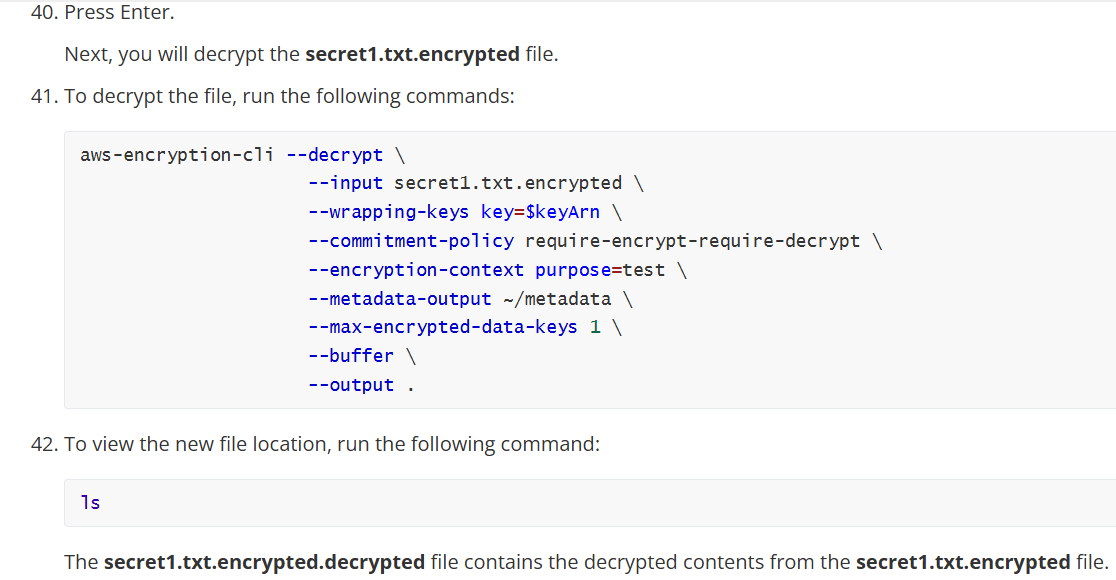 40. Press Enter.
Next, you will decrypt the secret1.txt.encrypted file.
41. To decrypt the file, run the following commands:
aws-encryption-cli --decrypt \
--input secret1.txt.encrypted \
--wrapping-keys key=$keyArn \
--commitment-policy require-encrypt-require-decrypt \
--encryption-context purpose=test \
--metadata-output ~/metadata \
--max-encrypted-data-keys 1 \
--buffer \
--output .
42. To view the new file location, run the following command:
ls
The secret1.txt.encrypted.decrypted file contains the decrypted contents from the secret1.txt.encrypted file.